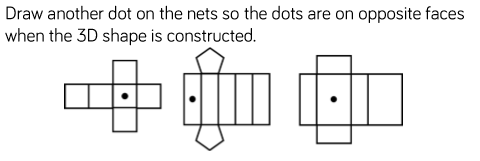 Draw another dot on the nets so the dots are on opposite faces
when the 3D shape is constructed.